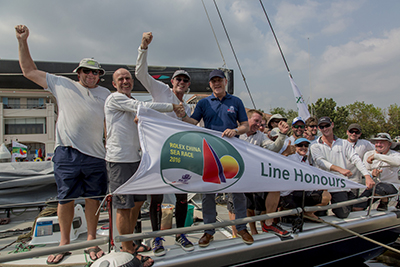 ROLEX CHINA
SEA RACE
2016
Line Honours